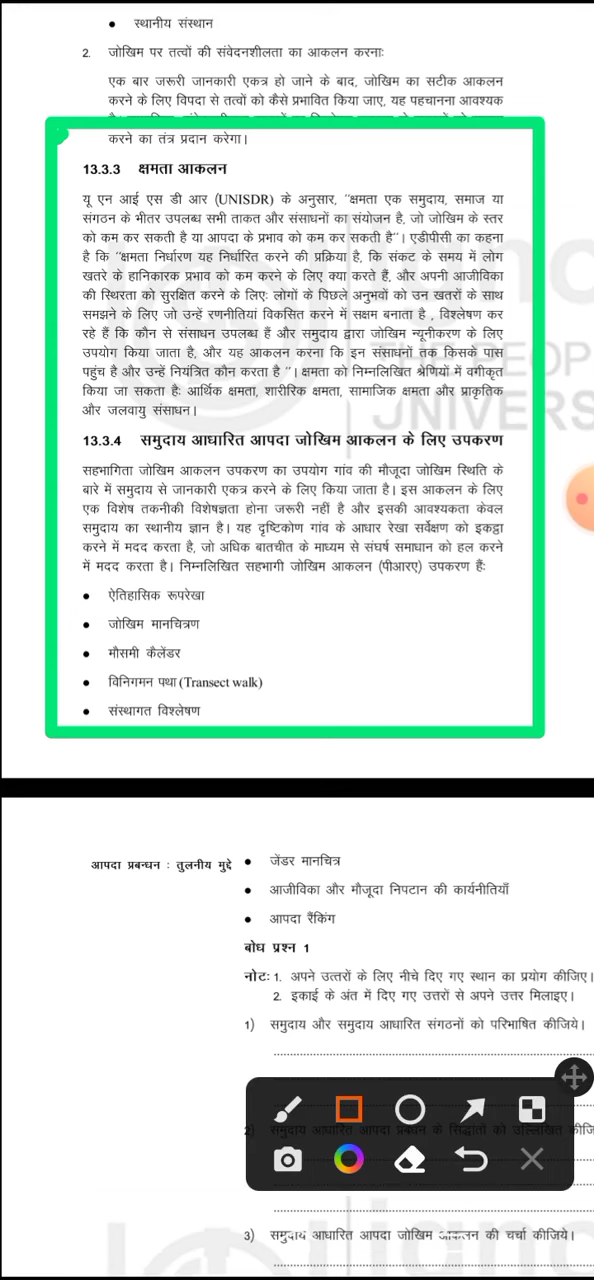 • स्थानीय संस्थान
2. जोखिम पर तत्वों की संवेदनशीलता का आकलन करनाः
एक बार जरूरी जानकारी एकत्र हो जाने के बाद, जोखिम का सटीक आकलन
करने के लिए विपदा से तत्वों को कैसे प्रभावित किया जाए, यह पहचानना आवश्यक
करने का तंत्र प्रदान करेगा।
13.3.3 क्षमता आकलन
यू एन आई एस डी आर (UNISDR) के अनुसार, ''क्षमता एक समुदाय, समाज या
संगठन के भीतर उपलब्ध सभी ताकत और संसाधनों का संयोजन है, जो जोखिम के स्तर
को कम कर सकती है या आपदा के प्रभाव को कम कर सकती है''। एडीपीसी का कहना
है कि ''क्षमता निर्धारण यह निर्धारित करने की प्रक्रिया है, कि संकट के समय में लोग
खतरे के हानिकारक प्रभाव को कम करने के लिए क्या करते हैं, और अपनी आजीविका
की स्थिरता को सुरक्षित करने के लिएः लोगों के पिछले अनुभवों को उन खतरों के साथ
समझने के लिए जो उन्हें रणनीतियां विकसित करने में सक्षम बनाता है , विश्लेषण कर
रहे हैं कि कौन से संसाधन उपलब्ध हैं और समुदाय द्वारा जोखिम न्यूनीकरण के लिए
उपयोग किया जाता है, और यह आकलन करना कि इन संसाधनों तक किसके पास
पहुंच है और उन्हें नियंत्रित कौन करता है ''। क्षमता को निम्नलिखित श्रेणियों में वर्गीकृत
किया जा सकता हैः आर्थिक क्षमता, शारीरिक क्षमता, सामाजिक क्षमता और प्राकृतिक
और जलवायु संसाधन।
13.3.4 समुदाय आधारित आपदा जोखिम आकलन के लिए उपकरण
सहभागिता जोखिम आकलन उपकरण का उपयोग गांव की मौजूदा जोखिम स्थिति के
बारे में समुदाय से जानकारी एकत्र करने के लिए किया जाता है। इस आकलन के लिए
एक विशेष तकनीकी विशेषज्ञता होना जरूरी नहीं है और इसकी आवश्यकता केवल
समुदाय का स्थानीय ज्ञान है। यह दृष्टिकोण गांव के आधार रेखा सर्वेक्षण को इकट्ठा
करने में मदद करता है, जो अधिक बातचीत के माध्यम से संघर्ष समाधान को हल करने
में मदद करता है। निम्नलिखित सहभागी जोखिम आकलन (पीआरए) उपकरण हैंः
• ऐतिहासिक रूपरेखा
• जोखिम मानचित्रण
• मौसमी कैलेंडर
• विनिगमन पथा (Transect walk)
• संस्थागत विश्लेषण
आपदा प्रबन्धन : तुलनीय मुद्दे
• जेंडर मानचित्र
• आजीविका और मौजूदा निपटान की कार्यनीतियाँ
• आपदा रैंकिंग
बोध प्रश्न 1
नोटः 1. अपने उत्तरों के लिए नीचे दिए गए स्थान का प्रयोग कीजिए।
2. इकाई के अंत में दिए गए उत्तरों से अपने उत्तर मिलाइए।
1) समुदाय और समुदाय आधारित संगठनों को परिभाषित कीजिये।
2) समुदाय आधारित आपदा प्रबंधन के सिद्धांतों को उल्लिखित
3) समुदाय आधारित आपदा जोखिम आकलन की चर्चा कीजिये।